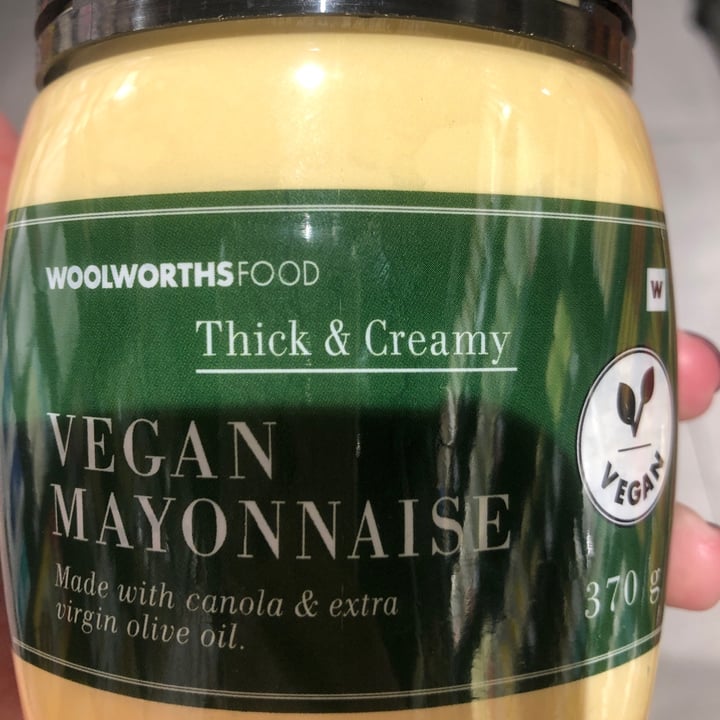 WOOLWORTHSFOOD
W
Thick & Creamy
VEGAN
MAYONNAISE
VEGAN
Made with canola & extra
virgin olive oil.
370 g